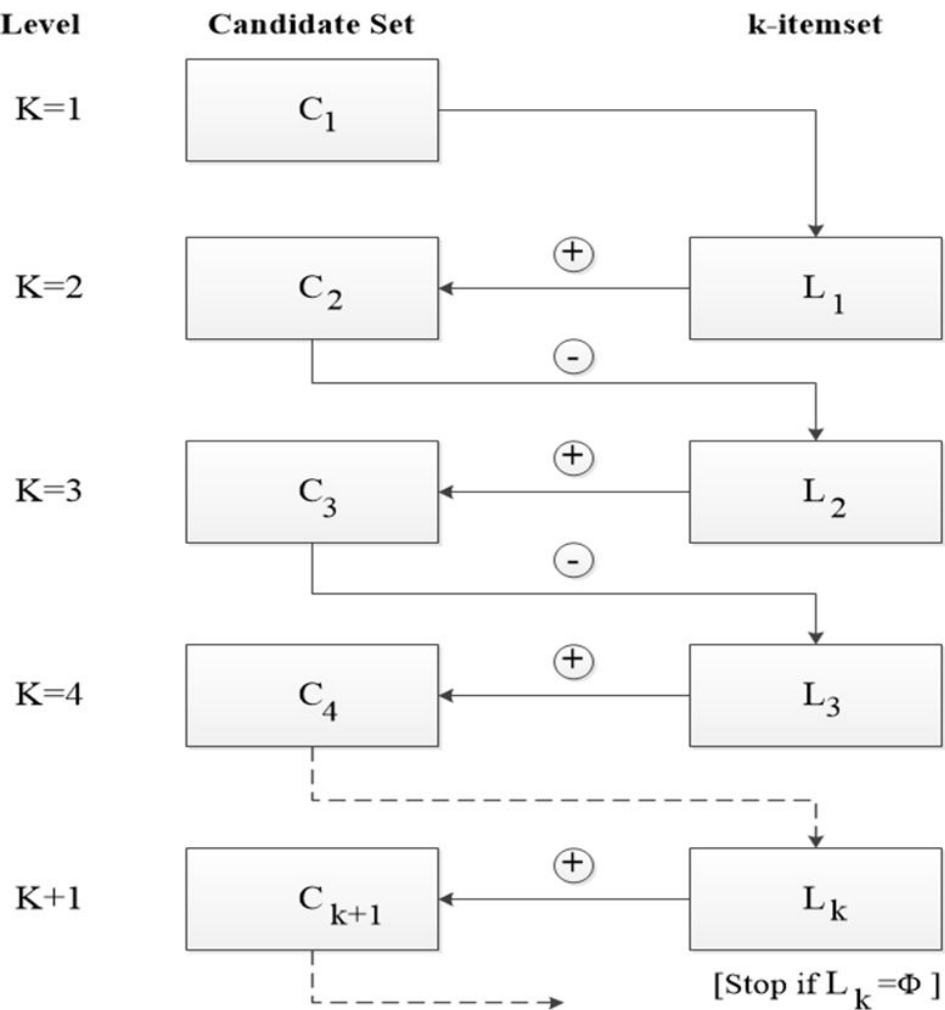 Level Candidate Set k-itemset
K=1 C1
K=2 C2 + L1
-
K=3 C3 + L2
-
K=4 C4 + L3
K+1 Ck+1 + Lk
[Stop if Lk=Φ ]